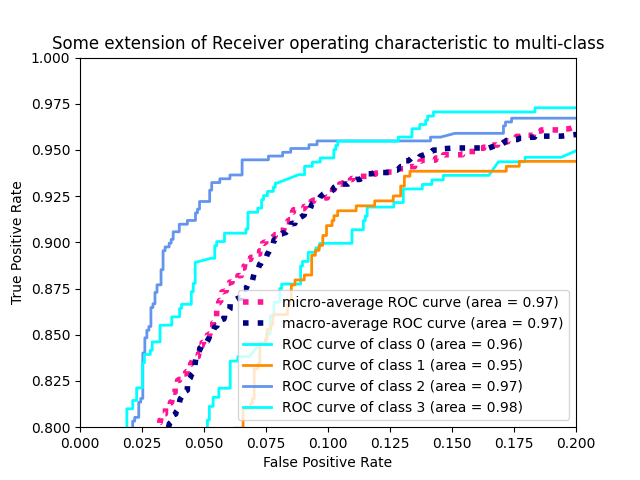 Some extension of Receiver operating characteristic to multi-class
1.000
0.975
0.950
0.925
0.900
0.875
0.850
0.825
0.800
True Positive Rate
micro-average ROC curve (area = 0.97)
macro-average ROC curve (area = 0.97)
ROC curve of class 0 (area = 0.96)
ROC curve of class 1 (area = 0.95)
ROC curve of class 2 (area = 0.97)
ROC curve of class 3 (area = 0.98)
0.000 0.025 0.050 0.075 0.100 0.125 0.150 0.175 0.200
False Positive Rate